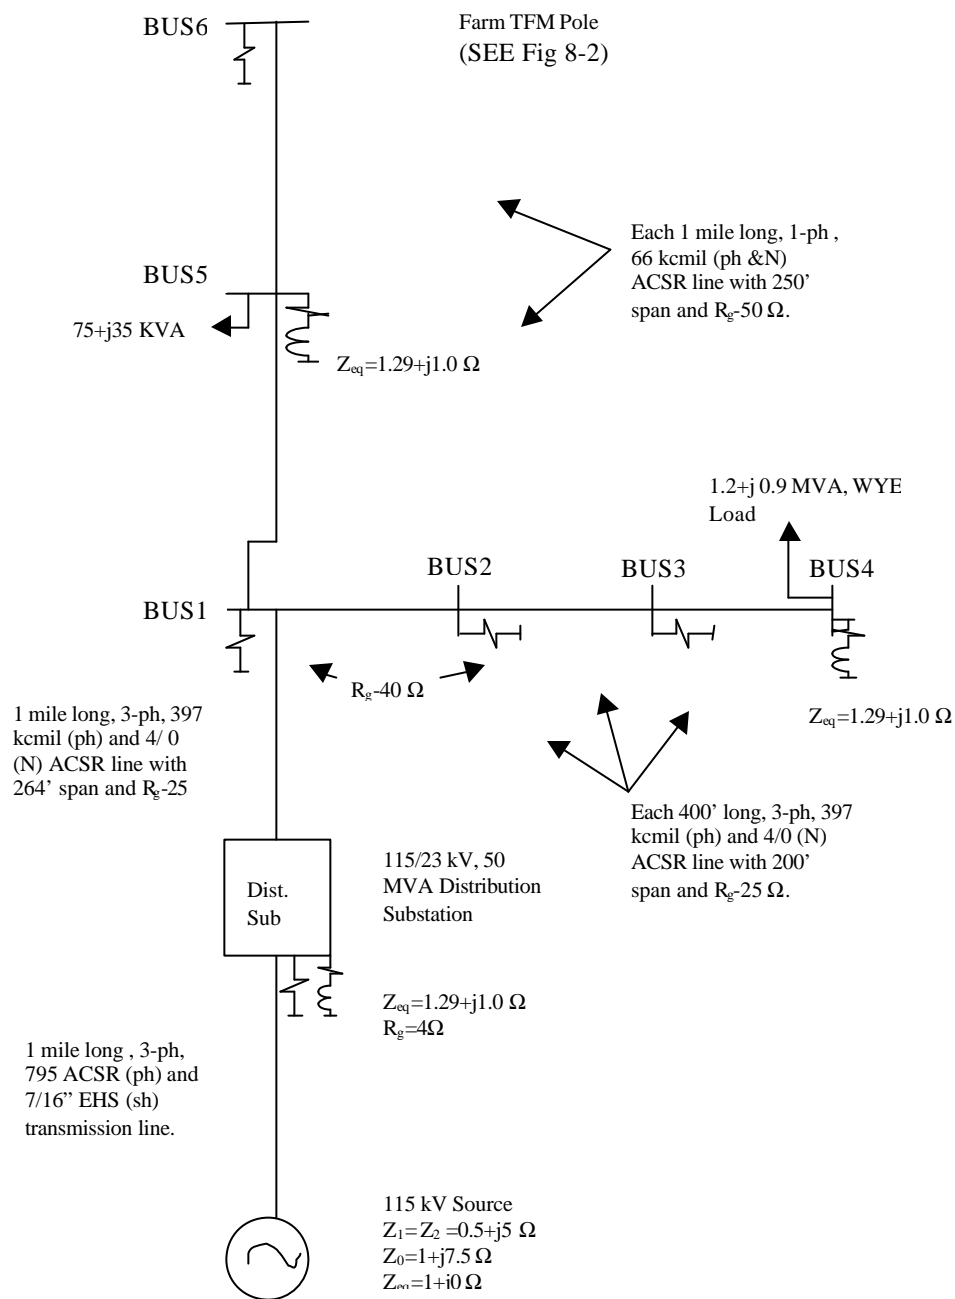 BUS6
Farm TFM Pole
(SEE Fig 8-2)
Each 1 mile long, 1-ph ,
66 kcmil (ph &N)
ACSR line with 250'
span and Rg-50 Ω.
BUS5
75+j35 KVA
Zeq=1.29+j1.0 Ω
1.2+j 0.9 MVA, WYE
Load
BUS2
BUS3
BUS4
BUS1
Rg-40 Ω
Zeq=1.29+j1.0 Ω
1 mile long, 3-ph, 397
kcmil (ph) and 4/ 0
(N) ACSR line with
264' span and Rg-25
Each 400' long, 3-ph, 397
kcmil (ph) and 4/0 (N)
ACSR line with 200'
span and Rg-25 Ω.
Dist.
Sub
115/23 kV, 50
MVA Distribution
Substation
Zeq=1.29+j1.0 Ω
Rg=4Ω
1 mile long , 3-ph,
795 ACSR (ph) and
7/16” EHS (sh)
transmission line.
115 kV Source
Z1=Z2 =0.5+j5 Ω
Z0=1+j7.5 Ω
Zeq=1+j0 Ω